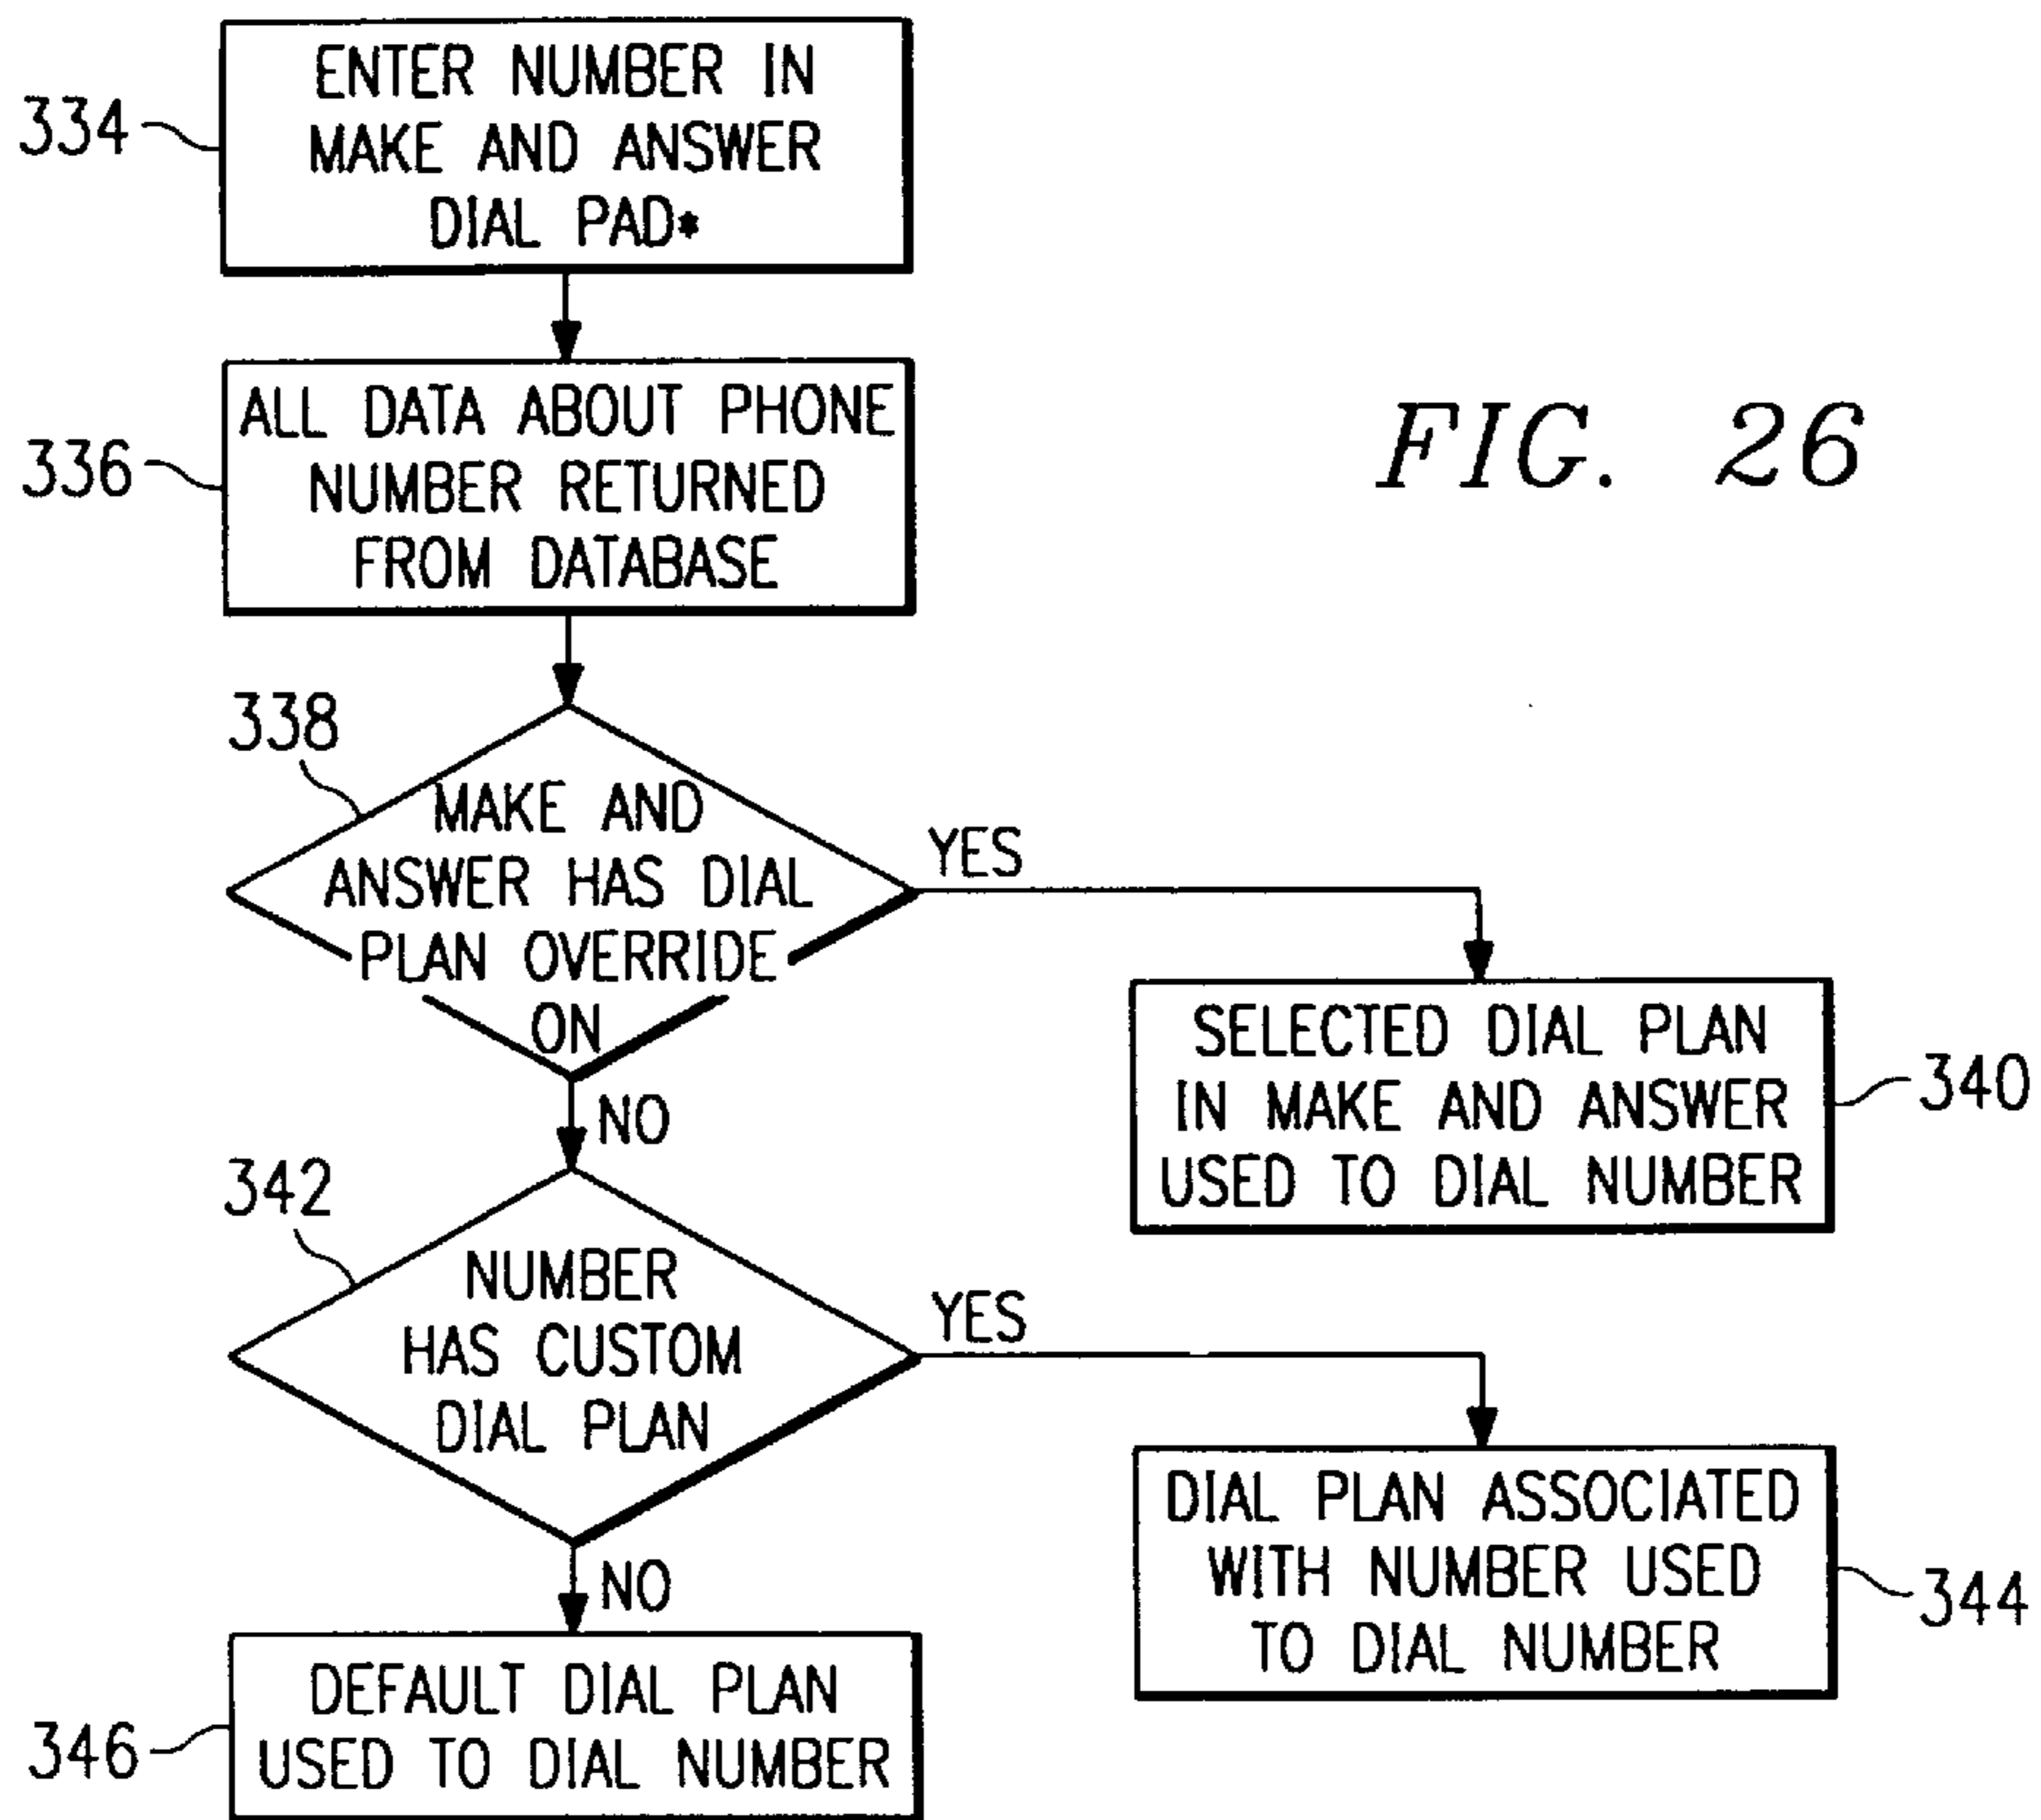 334
ENTER NUMBER IN
MAKE AND ANSWER
DIAL PAD*
336
ALL DATA ABOUT PHONE
NUMBER RETURNED
FROM DATABASE
FIG. 26
338
MAKE AND
ANSWER HAS DIAL
PLAN OVERRIDE
ON
YES
NO
SELECTED DIAL PLAN
IN MAKE AND ANSWER
USED TO DIAL NUMBER
340
342
NUMBER
HAS CUSTOM
DIAL PLAN
YES
NO
DIAL PLAN ASSOCIATED
WITH NUMBER USED
TO DIAL NUMBER
344
346
DEFAULT DIAL PLAN
USED TO DIAL NUMBER